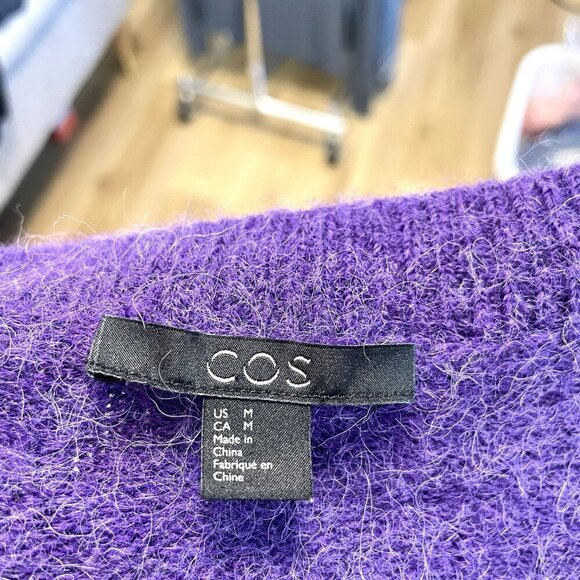 COS
US M
CA M
Made in
China
Fabriqué en
Chine